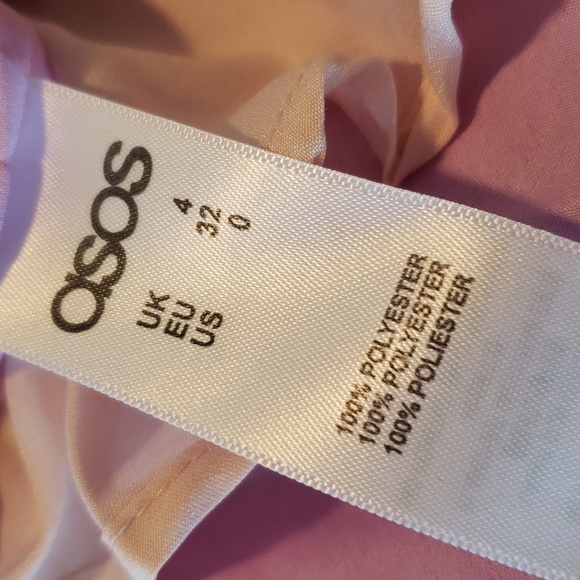 asos
UK 4
EU 32
US 0
100% POLYESTER
100% POLYESTER
100% POLIESTER